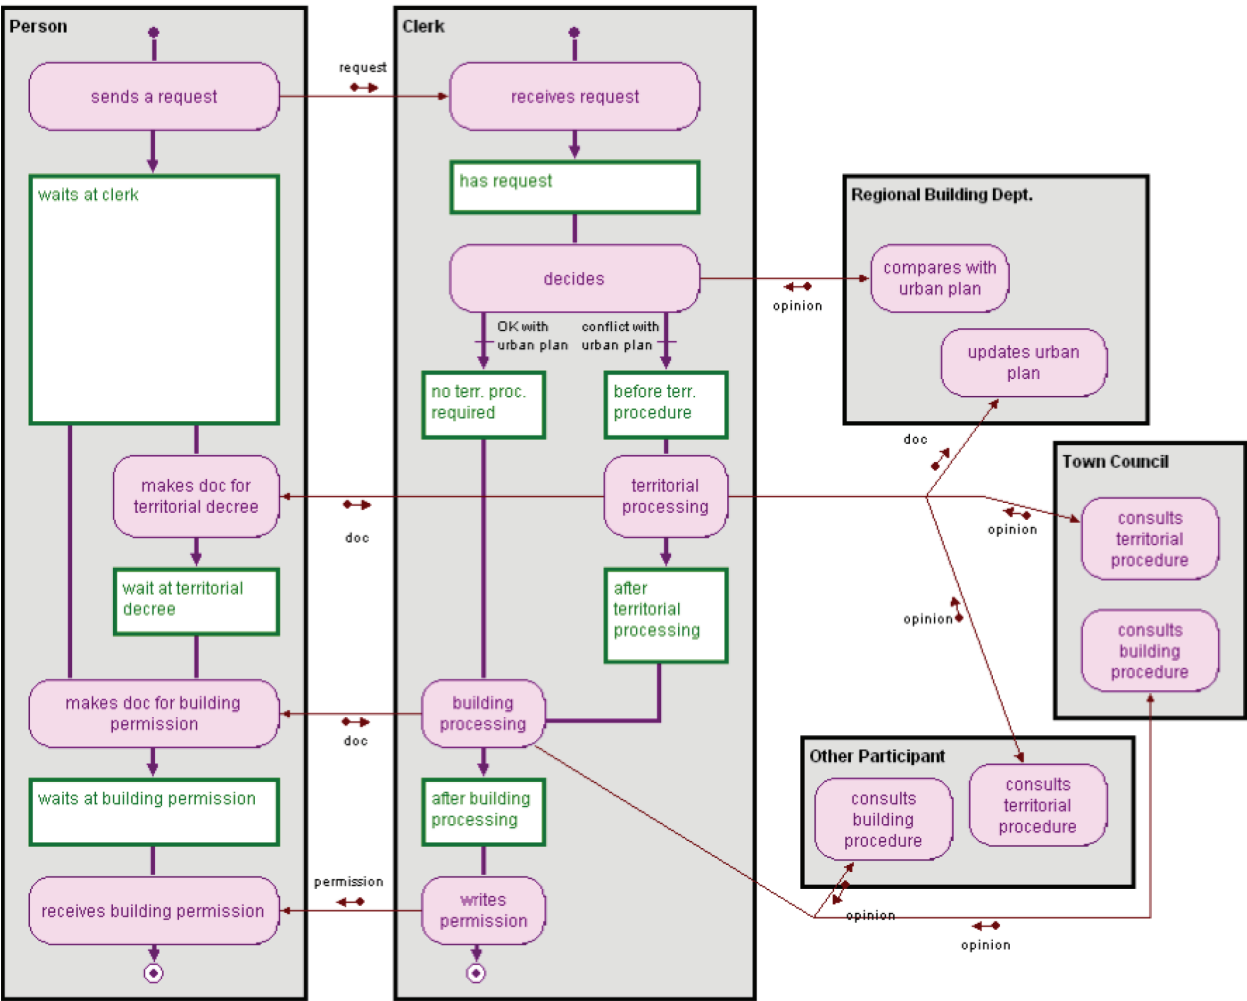 Person
sends a request
waits at clerk
makes doc for
territorial decree
wait at territorial
decree
makes doc for building
permission
waits at building permission
receives building permission
request
doc
doc
permission
Clerk
receives request
has request
decides
OK with
urban plan
conflict with
urban plan
no terr. proc.
required
before terr.
procedure
territorial
processing
after
territorial
processing
building
processing
after building
processing
writes
permission
opinion
Regional Building Dept.
compares with
urban plan
updates urban
plan
doc
opinion
opinion
Town Council
consults
territorial
procedure
consults
building
procedure
Other Participant
consults
building
procedure
consults
territorial
procedure
opinion
opinion